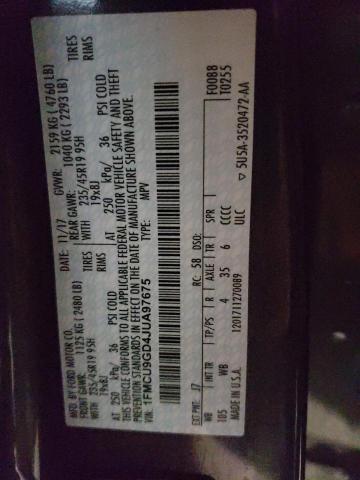 MFD. BY FORD MOTOR CO.
DATE: 11/17 GVWR: 2159 KG ( 4760 LB)
FRONT GAWR: 1125 KG ( 2480 LB) REAR GAWR: 1040 KG ( 2293 LB)
WITH 235/45R19 95H TIRES WITH 235/45R19 95H TIRES
19x8J RIMS 19x8J RIMS
AT 250 kPa/ 36 PSI COLD AT 250 kPa/ 36 PSI COLD
THIS VEHICLE CONFORMS TO ALL APPLICABLE FEDERAL MOTOR VEHICLE SAFETY AND THEFT
PREVENTION STANDARDS IN EFFECT ON THE DATE OF MANUFACTURE SHOWN ABOVE.
VIN: 1FMCU9GD4JUA97675 TYPE: MPV
F0088
T0255
EXT PNT: J7 RC: 58 DSO:
WB INT TR TP/PS R AXLE TR SPR
105 WB 4 35 6 CCCC
MADE IN U.S.A. 1201711270089 ULC
▽ 5U5A-3520472-AA